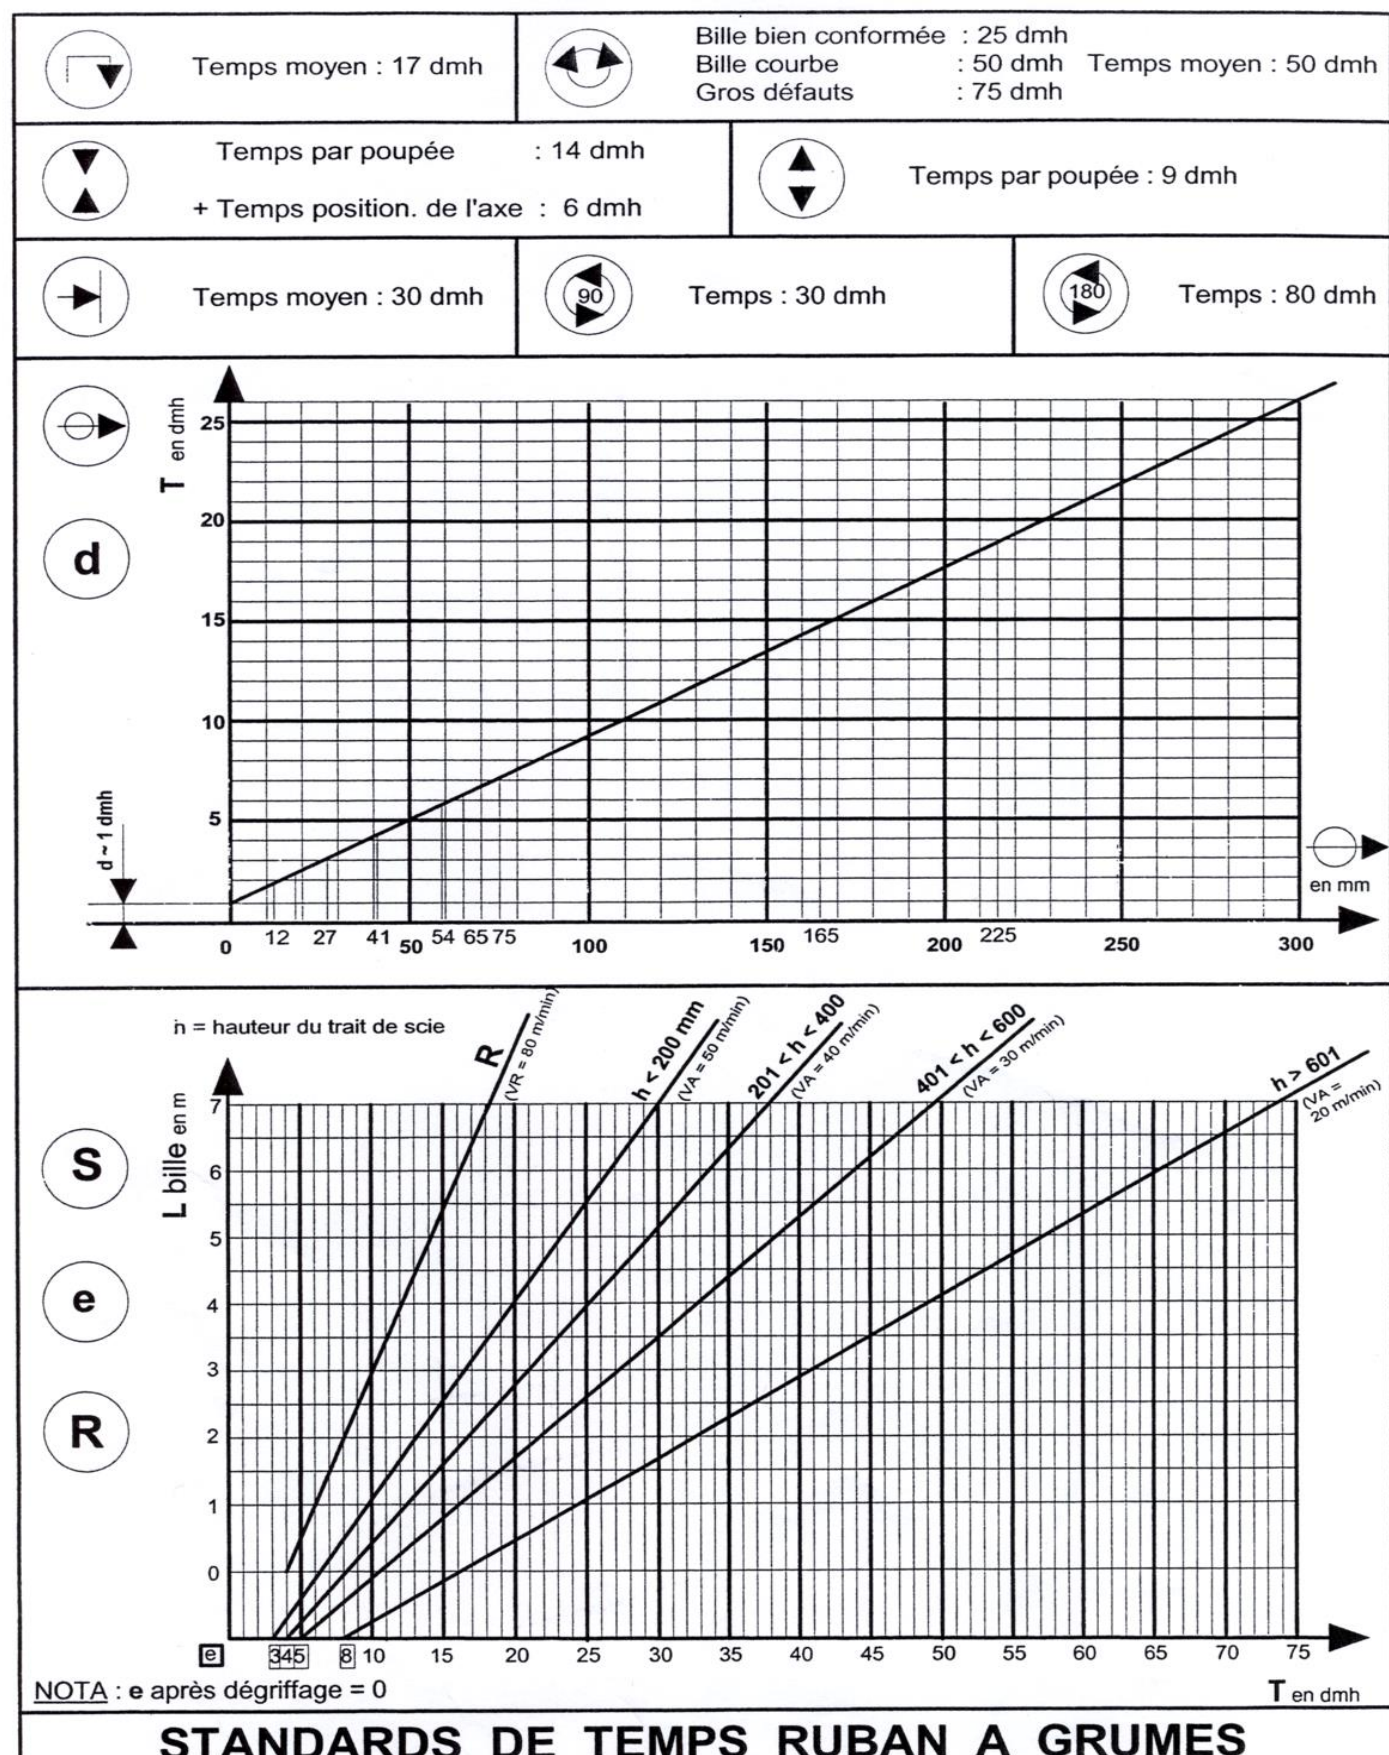 Temps moyen : 17 dmh
Bille bien conformée : 25 dmh
Bille courbe : 50 dmh Temps moyen : 50 dmh
Gros défauts : 75 dmh
Temps par poupée : 14 dmh
+ Temps position. de l'axe : 6 dmh
Temps par poupée : 9 dmh
Temps moyen : 30 dmh
90
Temps : 30 dmh
180
Temps : 80 dmh
T en dmh
25
20
15
10
5
d
d ~ 1 dmh
en mm
0 12 27 41 50 54 65 75 100 150 165 200 225 250 300
h = hauteur du trait de scie
R
(VR = 80 m/min)
h < 200 mm
(VA = 50 m/min)
201 < h < 400
(VA = 40 m/min)
401 < h < 600
(VA = 30 m/min)
h > 601
(VA =
20 m/min)
L bille en m
7
6
5
4
3
2
1
0
S
e
R
e 3 4 5 8 10 15 20 25 30 35 40 45 50 55 60 65 70 75
NOTA : e après dégriffage = 0
T en dmh
STANDARDS DE TEMPS RUBAN A GRUMES